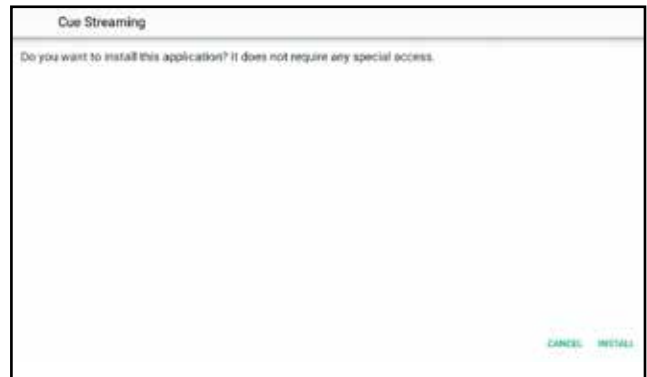 Cue Streaming
Do you want to install this application? It does not require any special access.
CANCEL INSTALL